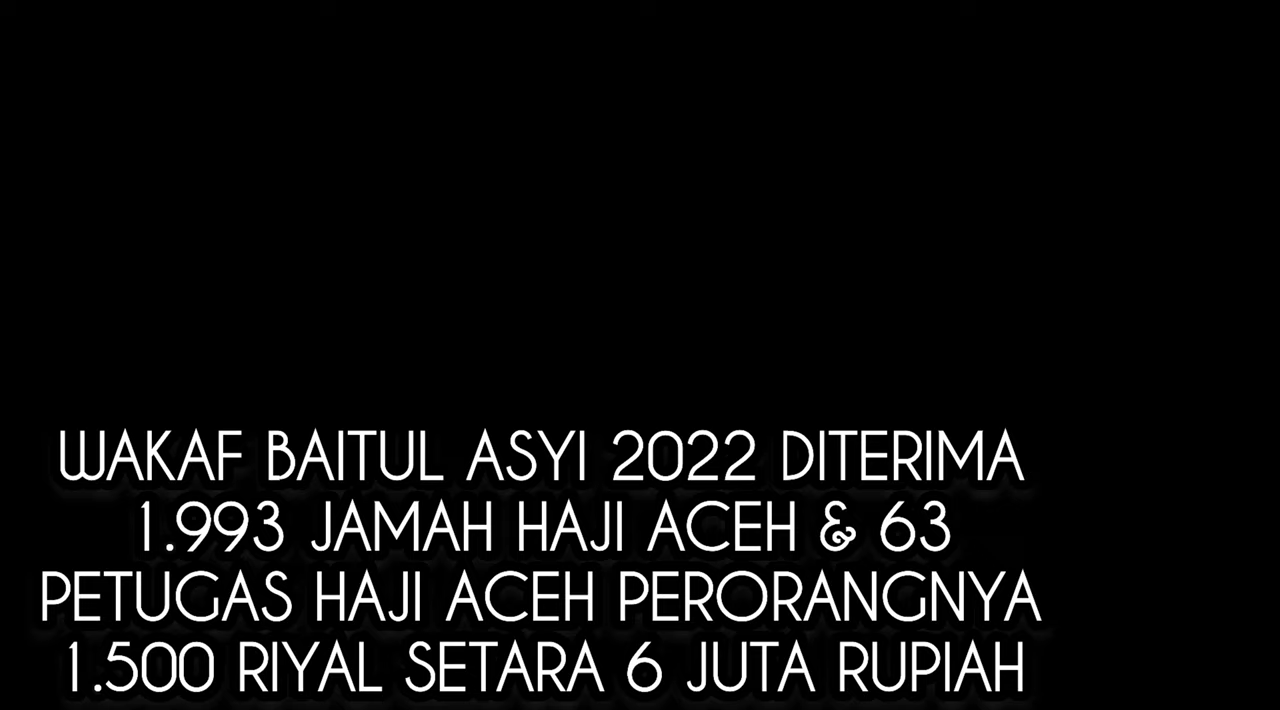 WAKAF BAITUL ASYI 2022 DITERIMA
1.993 JAMAH HAJI ACEH & 63
PETUGAS HAJI ACEH PERORANGNYA
1.500 RIYAL SETARA 6 JUTA RUPIAH